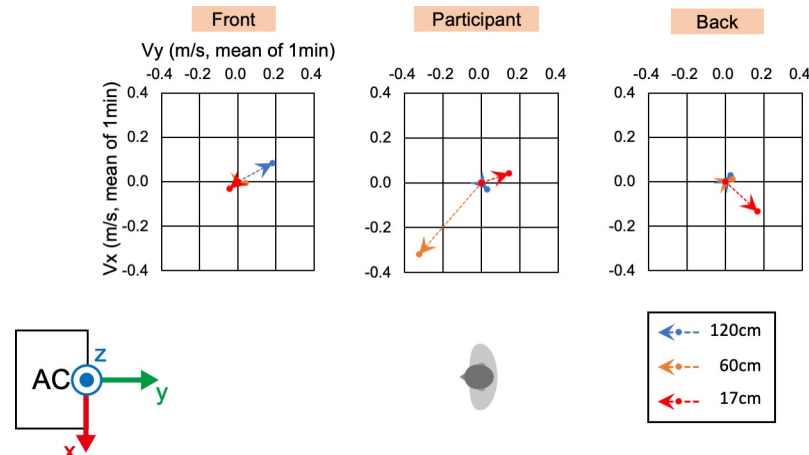 Front
Participant
Back
Vy (m/s, mean of 1min)
-0.4 -0.2 0.0 0.2 0.4
-0.4 -0.2 0.0 0.2 0.4
-0.4 -0.2 0.0 0.2 0.4
Vx (m/s, mean of 1min)
0.4
0.2
0.0
-0.2
-0.4
0.4
0.2
0.0
-0.2
-0.4
0.4
0.2
0.0
-0.2
-0.4
AC
z
y
x
120cm
60cm
17cm